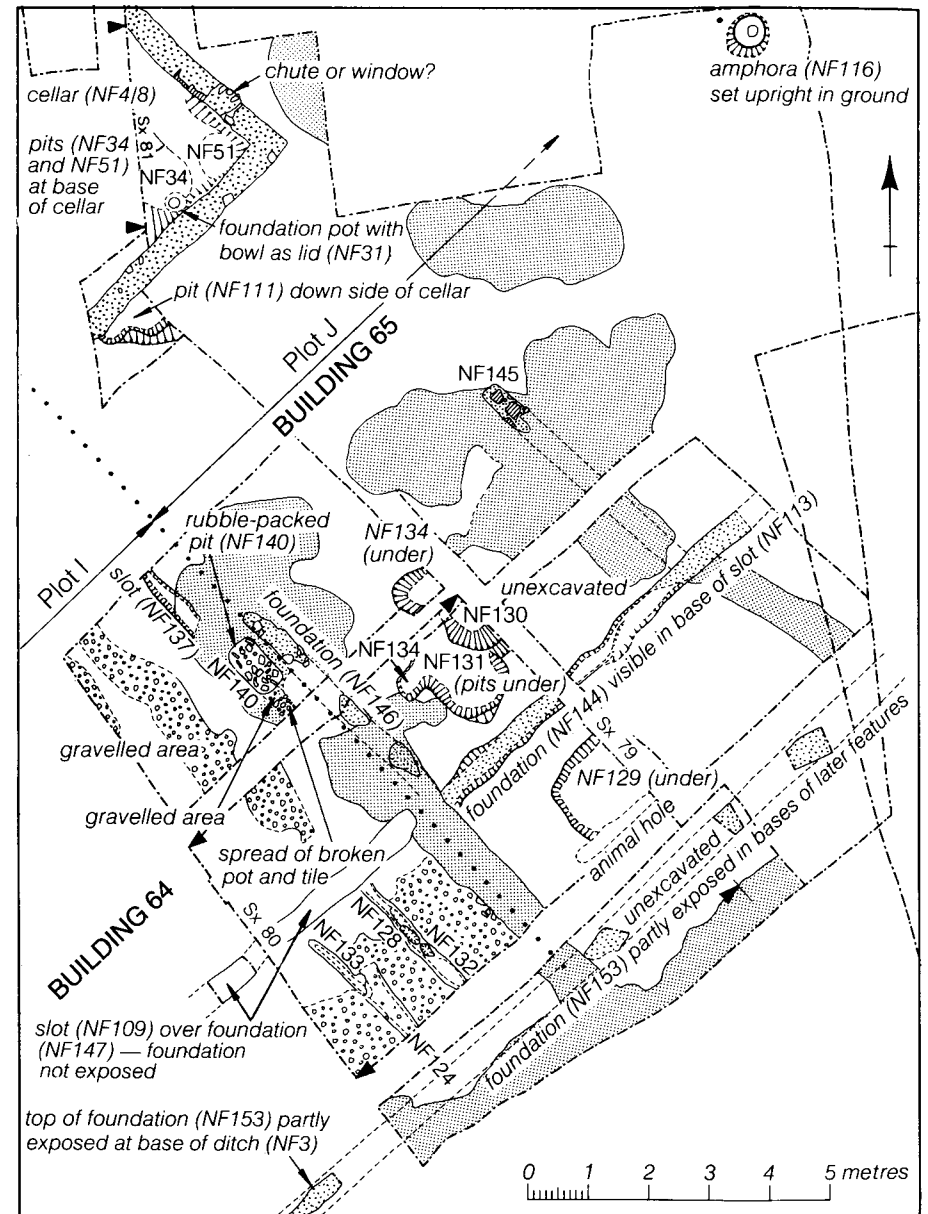 chute or window?
amphora (NF116)
set upright in ground
cellar (NF4/8)
Sx 81
pits (NF34
and NF51)
at base
of cellar
NF51
NF34
foundation pot with
bowl as lid (NF31)
pit (NF111) down side of cellar
Plot J
BUILDING 65
NF145
rubble-packed
pit (NF140)
NF134
(under)
Plot I
slot (NF137)
foundation (NF146)
unexcavated
NF130
NF134
NF131
(pits under)
foundation (NF144) visible in base of slot (NF113)
NF140
gravelled area
Sx 79
NF129 (under)
gravelled area
animal hole
spread of broken
pot and tile
unexcavated
foundation (NF153) partly exposed in bases of later features
BUILDING 64
Sx 80
NF128
NF132
NF133
NF124
slot (NF109) over foundation
(NF147) — foundation
not exposed
top of foundation (NF153) partly
exposed at base of ditch (NF3)
0 1 2 3 4 5 metres